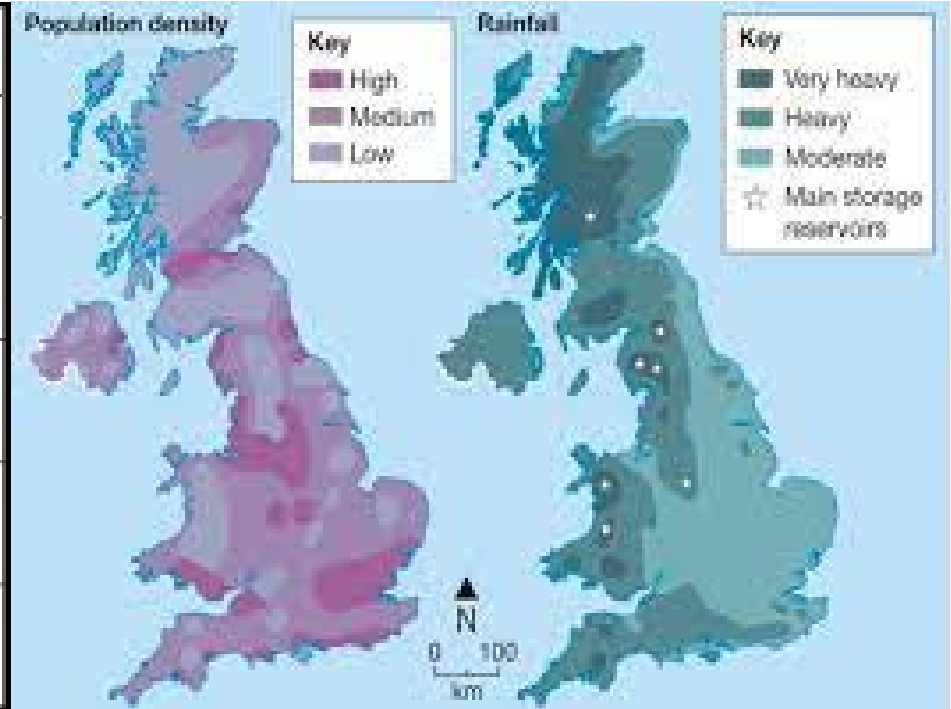 Population density
Key
High
Medium
Low
N
0 100
km
Rainfall
Key
Very heavy
Heavy
Moderate
Main storage
reservoirs